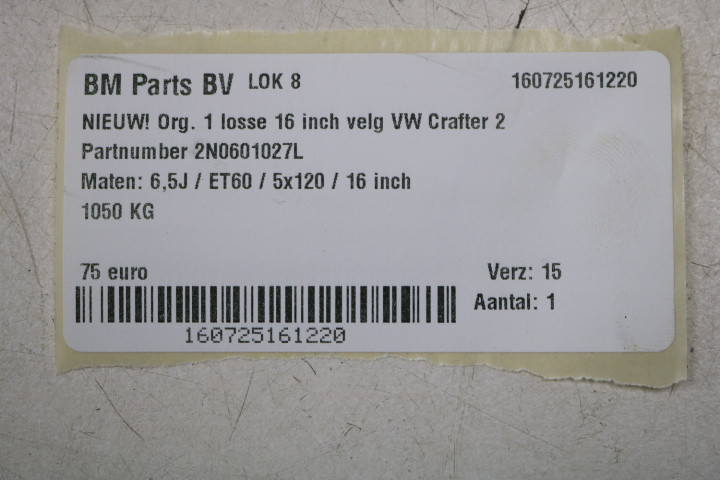 BM Parts BV LOK 8 160725161220
NIEUW! Org. 1 losse 16 inch velg VW Crafter 2
Partnumber 2N0601027L
Maten: 6,5J / ET60 / 5x120 / 16 inch
1050 KG
75 euro Verz: 15
Aantal: 1
160725161220